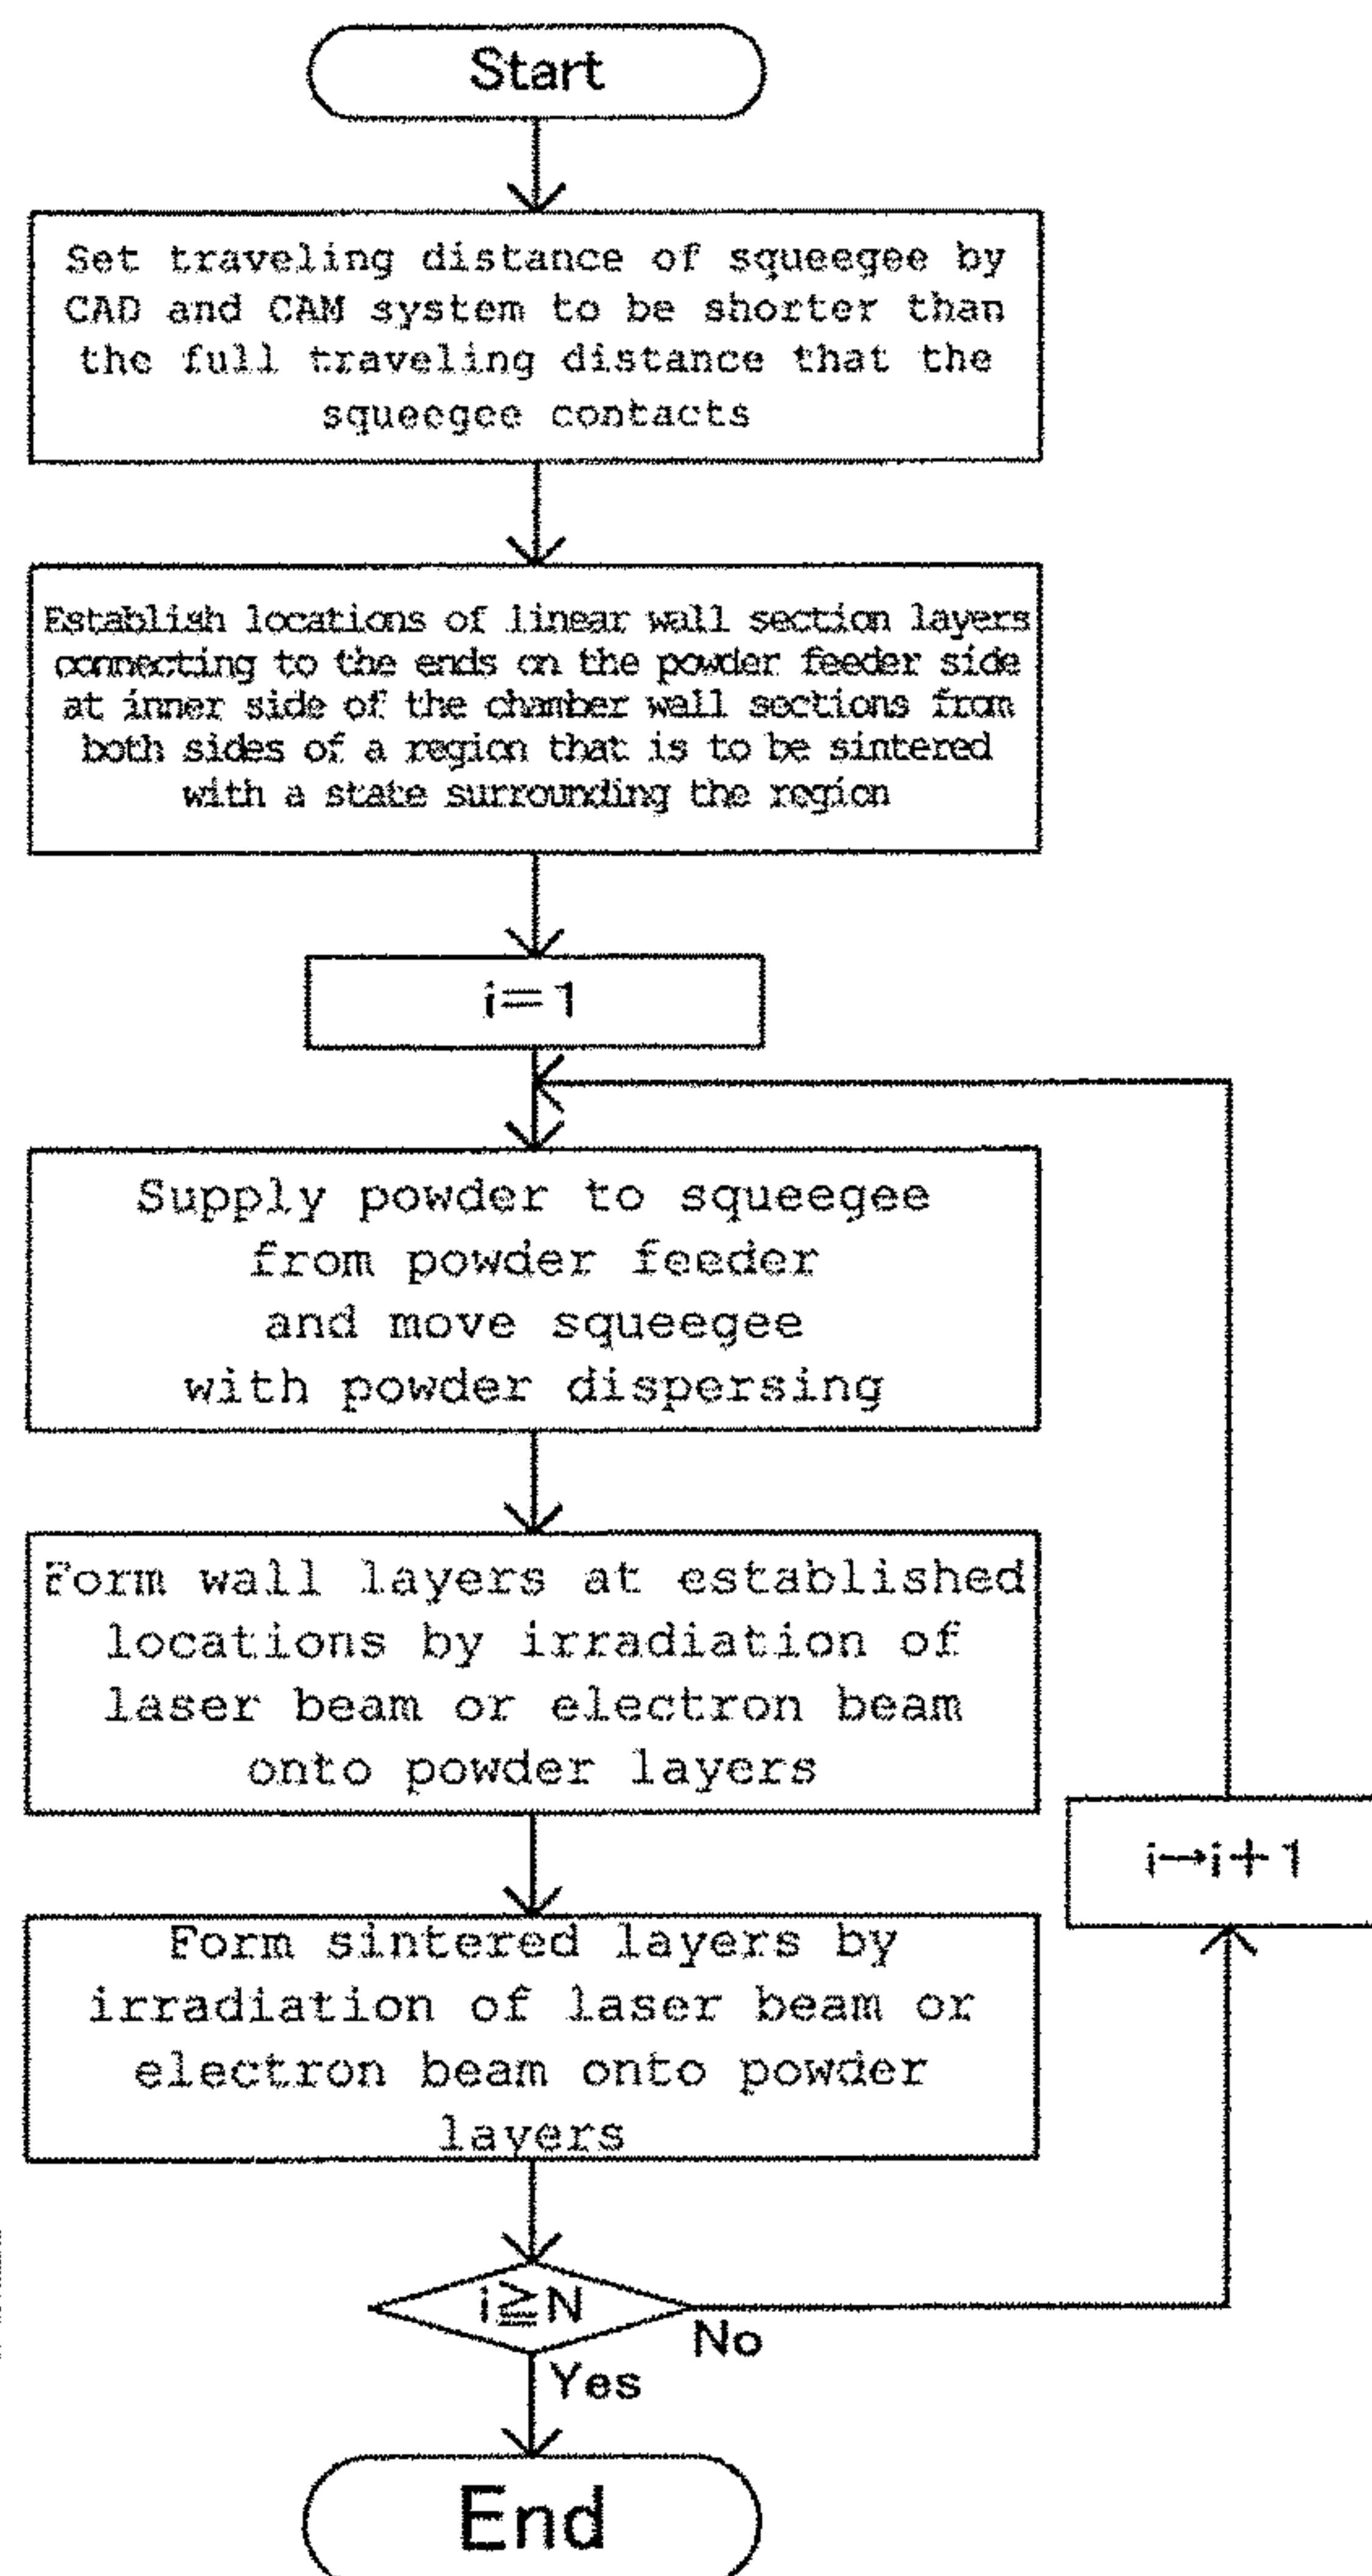 Start
Set traveling distance of squeegee by
CAD and CAM system to be shorter than
the full traveling distance that the
squeegee contacts
Establish locations of linear wall section layers
connecting to the ends on the powder feeder side
at inner side of the chamber wall sections from
both sides of a region that is to be sintered
with a state surrounding the region
i=1
Supply powder to squeegee
from powder feeder
and move squeegee
with powder dispersing
Form wall layers at established
locations by irradiation of
laser beam or electron beam
onto powder layers
i→i+1
Form sintered layers by
irradiation of laser beam or
electron beam onto powder
layers
i≧N
No
Yes
End